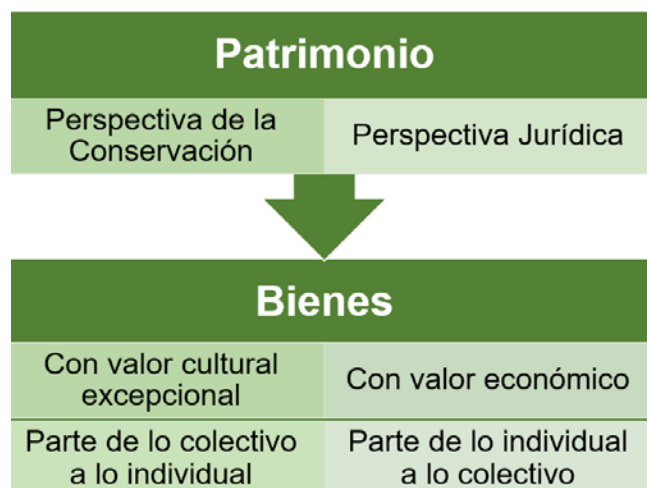 Patrimonio
Perspectiva de la
Conservación
Perspectiva Jurídica
Bienes
Con valor cultural
excepcional
Con valor económico
Parte de lo colectivo
a lo individual
Parte de lo individual
a lo colectivo